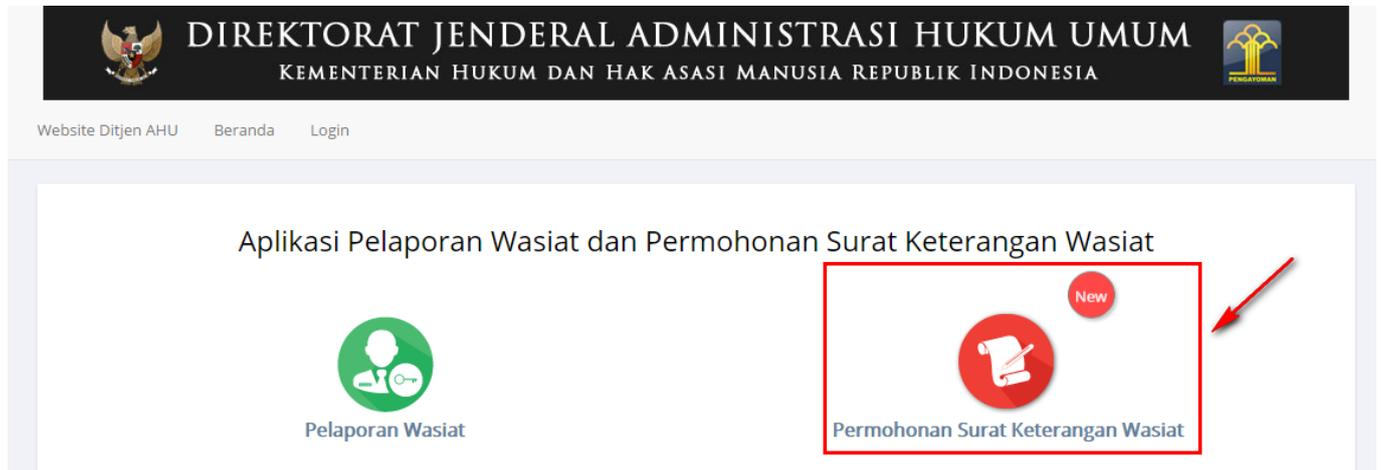 DIREKTORAT JENDERAL ADMINISTRASI HUKUM UMUM
KEMENTERIAN HUKUM DAN HAK ASASI MANUSIA REPUBLIK INDONESIA
PENGAYOMAN
Website Ditjen AHU Beranda Login
Aplikasi Pelaporan Wasiat dan Permohonan Surat Keterangan Wasiat
New
Pelaporan Wasiat
Permohonan Surat Keterangan Wasiat